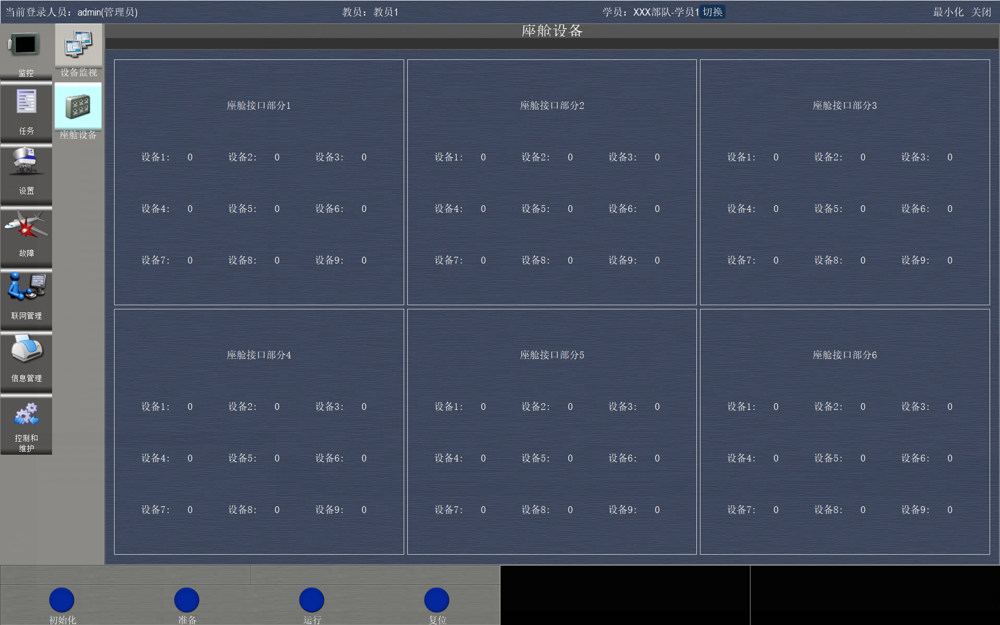 当前登录人员：admin(管理员)
教员：教员1
学员：XXX部队-学员1 切换
最小化 关闭
监控
任务
设置
故障
联网管理
信息管理
控制和
维护
设备监视
座舱设备
座舱设备
座舱接口部分1
设备1： 0 设备2： 0 设备3： 0
设备4： 0 设备5： 0 设备6： 0
设备7： 0 设备8： 0 设备9： 0
座舱接口部分2
设备1： 0 设备2： 0 设备3： 0
设备4： 0 设备5： 0 设备6： 0
设备7： 0 设备8： 0 设备9： 0
座舱接口部分3
设备1： 0 设备2： 0 设备3： 0
设备4： 0 设备5： 0 设备6： 0
设备7： 0 设备8： 0 设备9： 0
座舱接口部分4
设备1： 0 设备2： 0 设备3： 0
设备4： 0 设备5： 0 设备6： 0
设备7： 0 设备8： 0 设备9： 0
座舱接口部分5
设备1： 0 设备2： 0 设备3： 0
设备4： 0 设备5： 0 设备6： 0
设备7： 0 设备8： 0 设备9： 0
座舱接口部分6
设备1： 0 设备2： 0 设备3： 0
设备4： 0 设备5： 0 设备6： 0
设备7： 0 设备8： 0 设备9： 0
初始化 准备 运行 复位